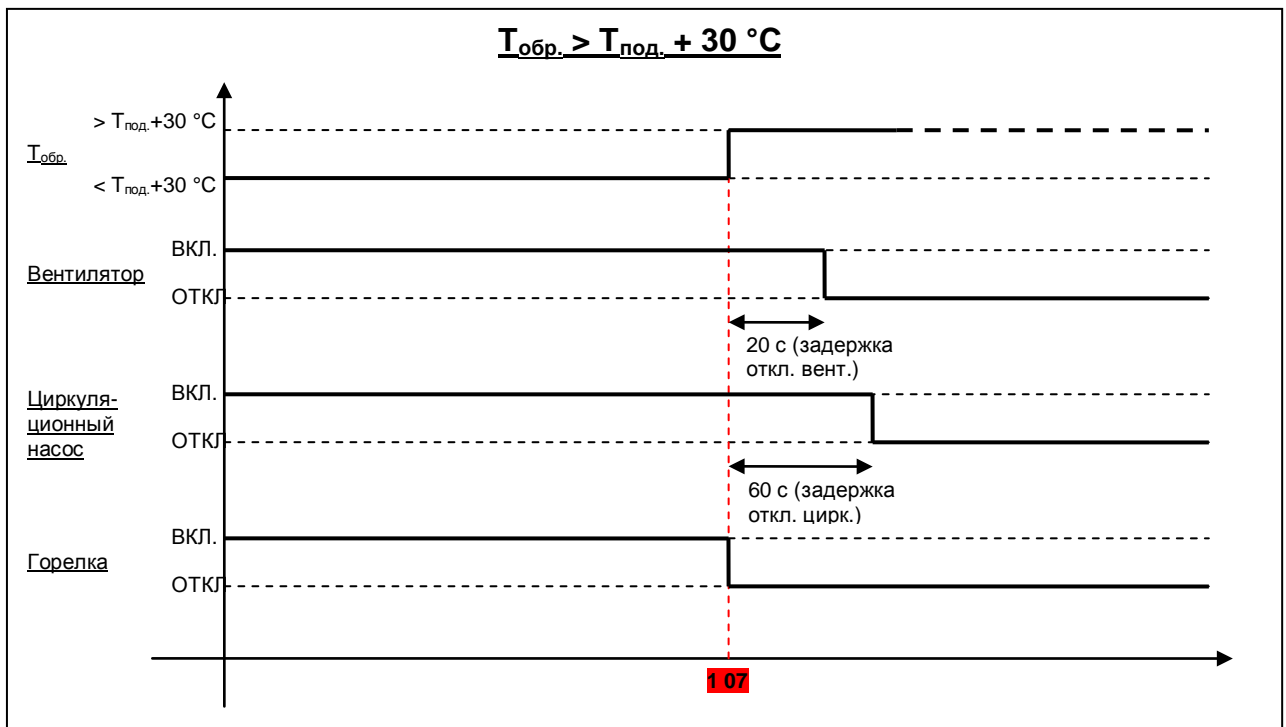 Tобр. > Tпод. + 30 °C
> Tпод.+30 °C
Tобр.
< Tпод.+30 °C
ВКЛ.
Вентилятор
ОТКЛ
20 с (задержка
откл. вент.)
ВКЛ.
Циркуля-
ционный
насос
ОТКЛ
60 с (задержка
откл. цирк.)
ВКЛ.
Горелка
ОТКЛ
1 07